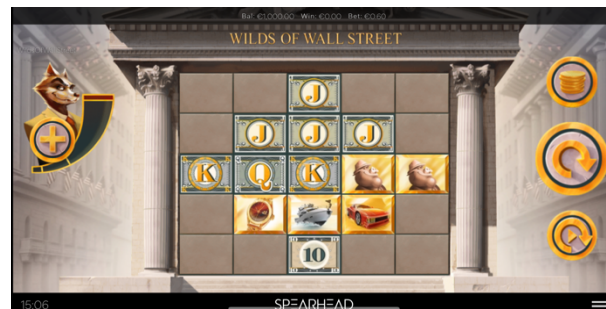 Bal: €1,000.00 Win: €0.00 Bet: €0.60
WILDS OF WALL STREET
J
J J J
K Q K
10
15:06 SPEARHEAD